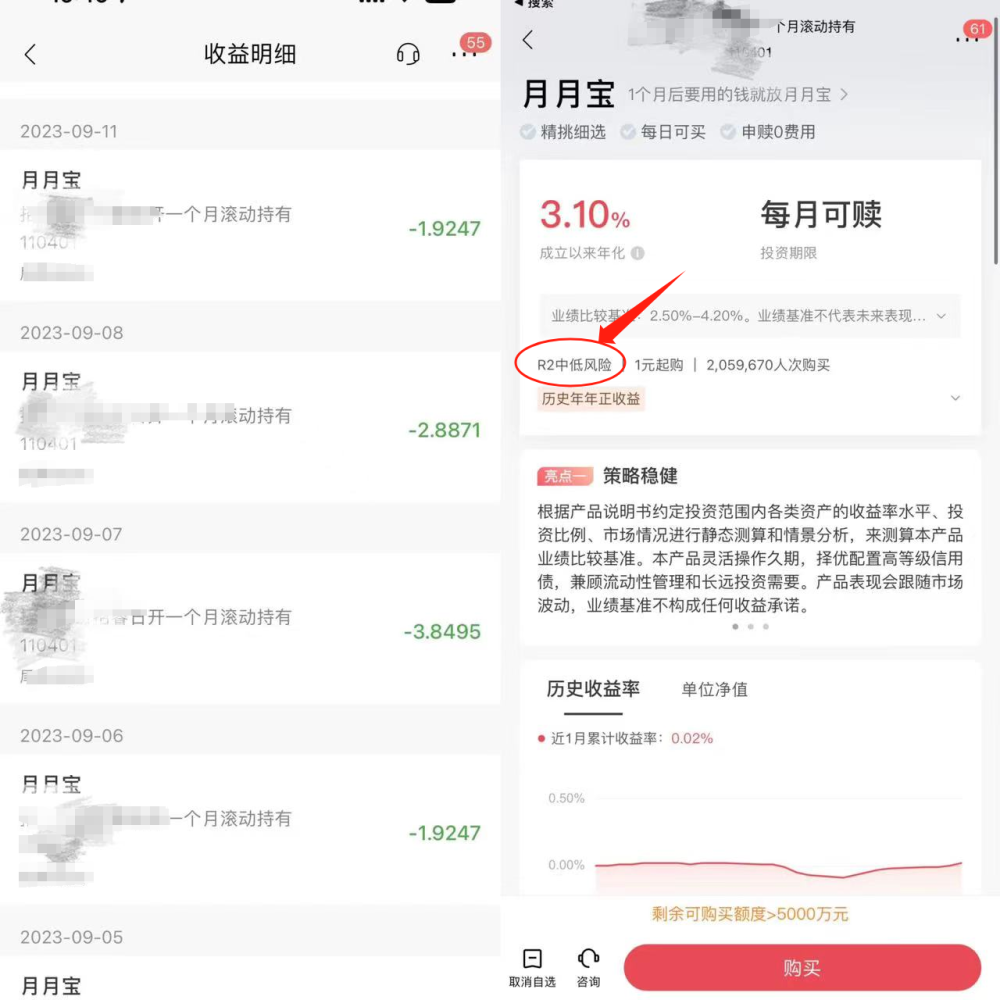 收益明细
55
2023-09-11
月月宝
开一个月滚动持有
-1.9247
110401
2023-09-08
月月宝
一个月滚动持有
-2.8871
110401
2023-09-07
月月宝
召开一个月滚动持有
-3.8495
110401
2023-09-06
月月宝
一个月滚动持有
-1.9247
2023-09-05
月月宝
搜索
个月滚动持有
61
月月宝 1个月后要用的钱就放月月宝
精挑细选 每日可买 申赎0费用
3.10% 每月可赎
成立以来年化 投资期限
业绩比较基准：2.50%-4.20%。业绩基准不代表未来表现...
R2中低风险 | 1元起购 | 2,059,670人次购买
历史年年正收益
亮点一 策略稳健
根据产品说明书约定投资范围内各类资产的收益率水平、投
资比例、市场情况进行静态测算和情景分析，来测算本产品
业绩比较基准。本产品灵活操作久期，择优配置高等级信用
债，兼顾流动性管理和长远投资需要。产品表现会跟随市场
波动，业绩基准不构成任何收益承诺。
历史收益率 单位净值
近1月累计收益率：0.02%
0.50%
0.00%
剩余可购买额度>5000万元
取消自选 咨询 购买